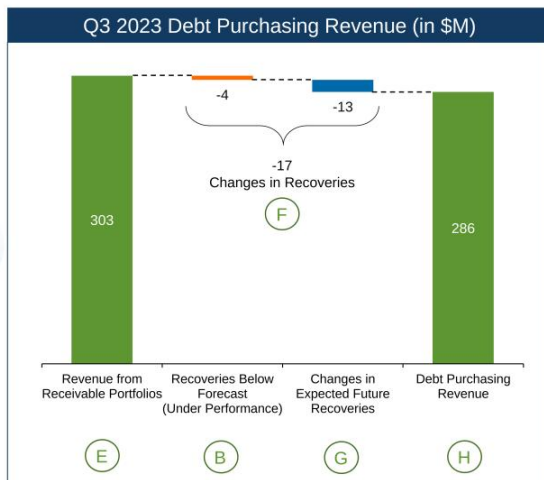 Q3 2023 Debt Purchasing Revenue (in $M)
-4
-13
-17
Changes in Recoveries
F
303
286
Revenue from
Receivable Portfolios
Recoveries Below
Forecast
(Under Performance)
Changes in
Expected Future
Recoveries
Debt Purchasing
Revenue
E
B
G
H